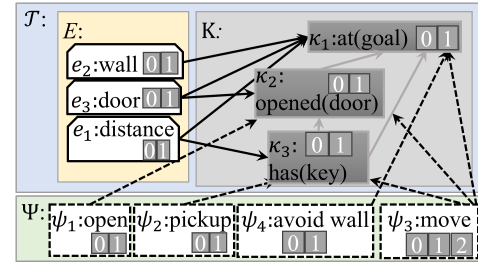 𝒯:
E:
K:
e₂:wall 0 1
e₃:door 0 1
e₁:distance
0 1
κ₁:at(goal) 0 1
κ₂: 0 1
opened(door)
κ₃: 0 1
has(key)
Ψ:
ψ₁:open
0 1
ψ₂:pickup
0 1
ψ₄:avoid wall
0 1
ψ₃:move
0 1 2